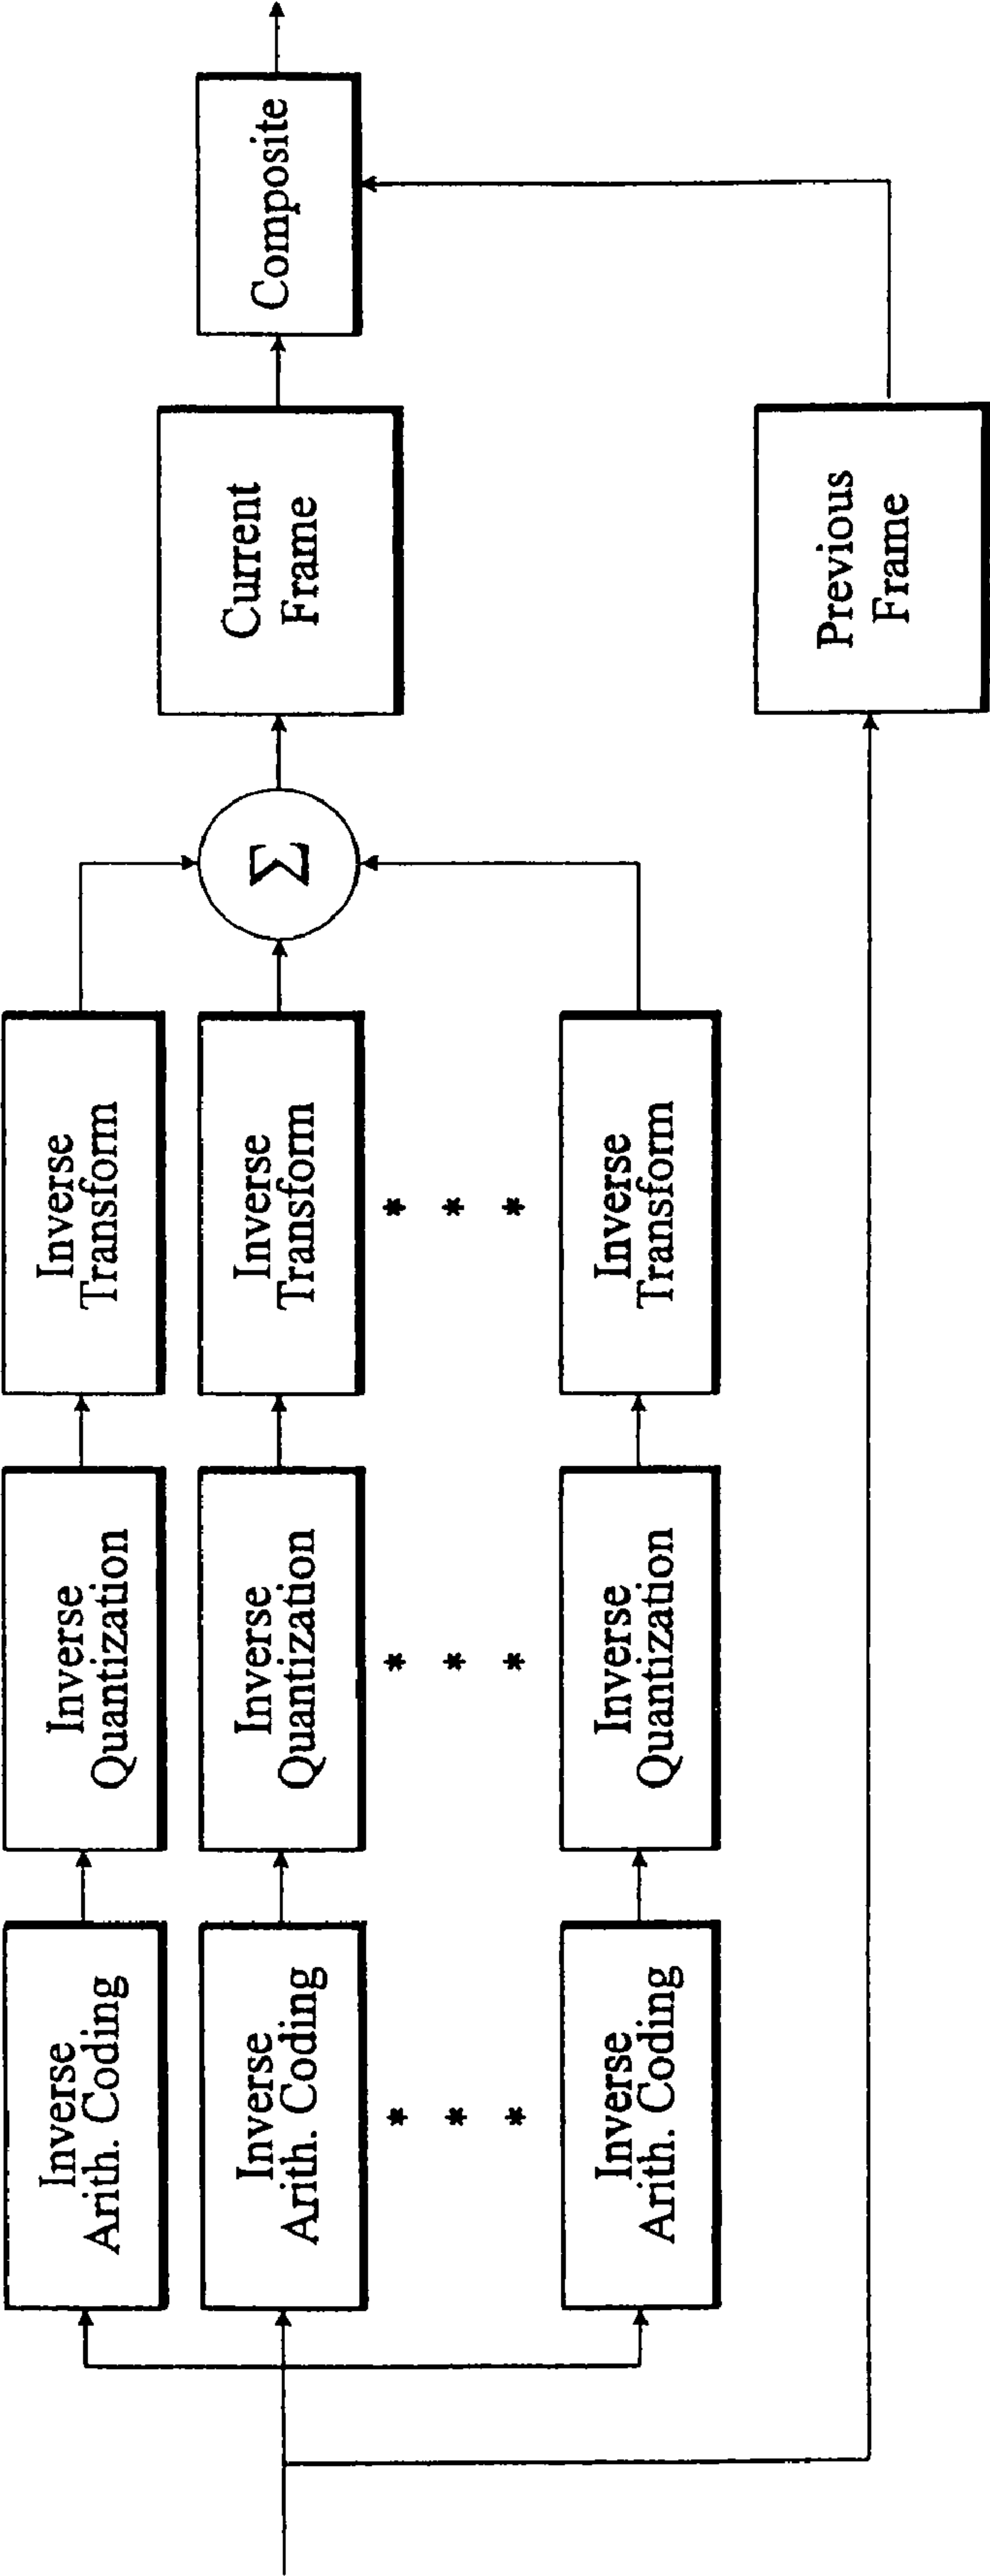 Inverse
Arith. Coding
Inverse
Quantization
Inverse
Transform
Inverse
Arith. Coding
Inverse
Quantization
Inverse
Transform
Σ
Current
Frame
Composite
* * *
* * *
* * *
Inverse
Arith. Coding
Inverse
Quantization
Inverse
Transform
Previous
Frame